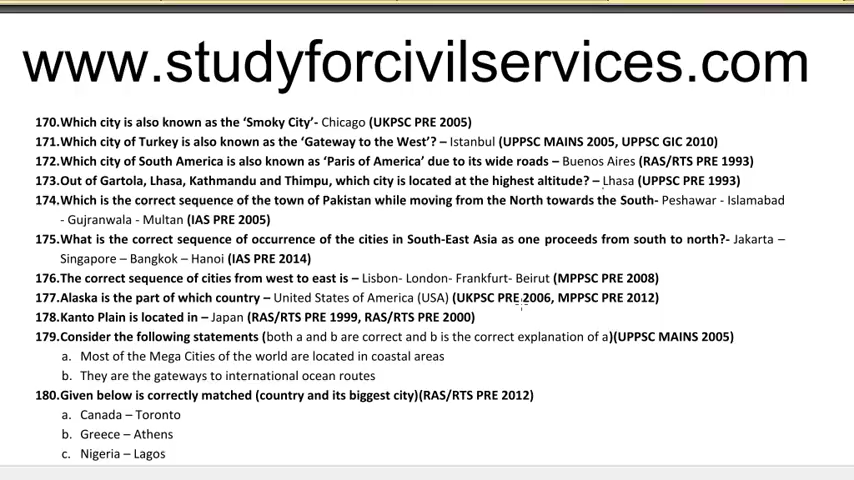 www.studyforcivilservices.com
170.Which city is also known as the ‘Smoky City’- Chicago (UKPSC PRE 2005)
171.Which city of Turkey is also known as the ‘Gateway to the West’? – Istanbul (UPPSC MAINS 2005, UPPSC GIC 2010)
172.Which city of South America is also known as ‘Paris of America’ due to its wide roads – Buenos Aires (RAS/RTS PRE 1993)
173.Out of Gartola, Lhasa, Kathmandu and Thimpu, which city is located at the highest altitude? – Lhasa (UPPSC PRE 1993)
174.Which is the correct sequence of the town of Pakistan while moving from the North towards the South- Peshawar - Islamabad
- Gujranwala - Multan (IAS PRE 2005)
175.What is the correct sequence of occurrence of the cities in South-East Asia as one proceeds from south to north?- Jakarta –
Singapore – Bangkok – Hanoi (IAS PRE 2014)
176.The correct sequence of cities from west to east is – Lisbon- London- Frankfurt- Beirut (MPPSC PRE 2008)
177.Alaska is the part of which country – United States of America (USA) (UKPSC PRE 2006, MPPSC PRE 2012)
178.Kanto Plain is located in – Japan (RAS/RTS PRE 1999, RAS/RTS PRE 2000)
179.Consider the following statements (both a and b are correct and b is the correct explanation of a)(UPPSC MAINS 2005)
a. Most of the Mega Cities of the world are located in coastal areas
b. They are the gateways to international ocean routes
180.Given below is correctly matched (country and its biggest city)(RAS/RTS PRE 2012)
a. Canada – Toronto
b. Greece – Athens
c. Nigeria – Lagos